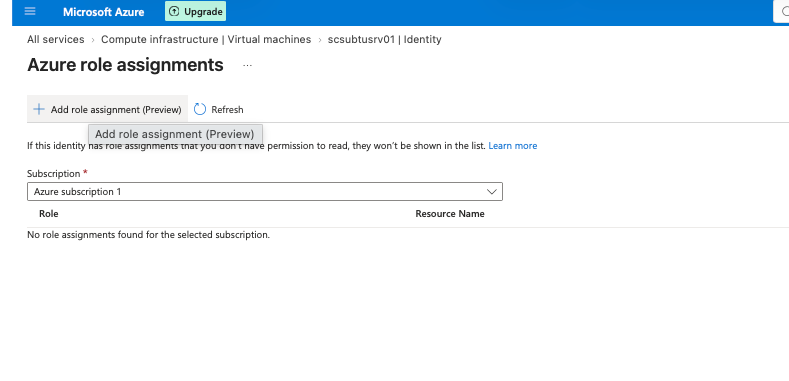 Microsoft Azure Upgrade
All services > Compute infrastructure | Virtual machines > scsubtusrv01 | Identity
Azure role assignments ...
+ Add role assignment (Preview) Refresh
Add role assignment (Preview)
If this identity has role assignments that you don't have permission to read, they won't be shown in the list. Learn more
Subscription *
Azure subscription 1
Role Resource Name
No role assignments found for the selected subscription.